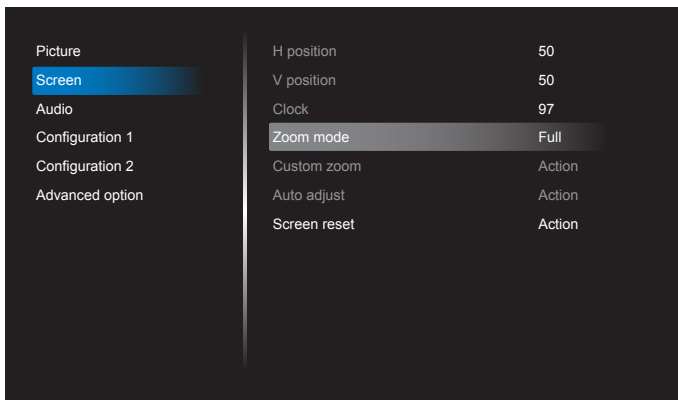 Picture
Screen
Audio
Configuration 1
Configuration 2
Advanced option
H position 50
V position 50
Clock 97
Zoom mode Full
Custom zoom Action
Auto adjust Action
Screen reset Action